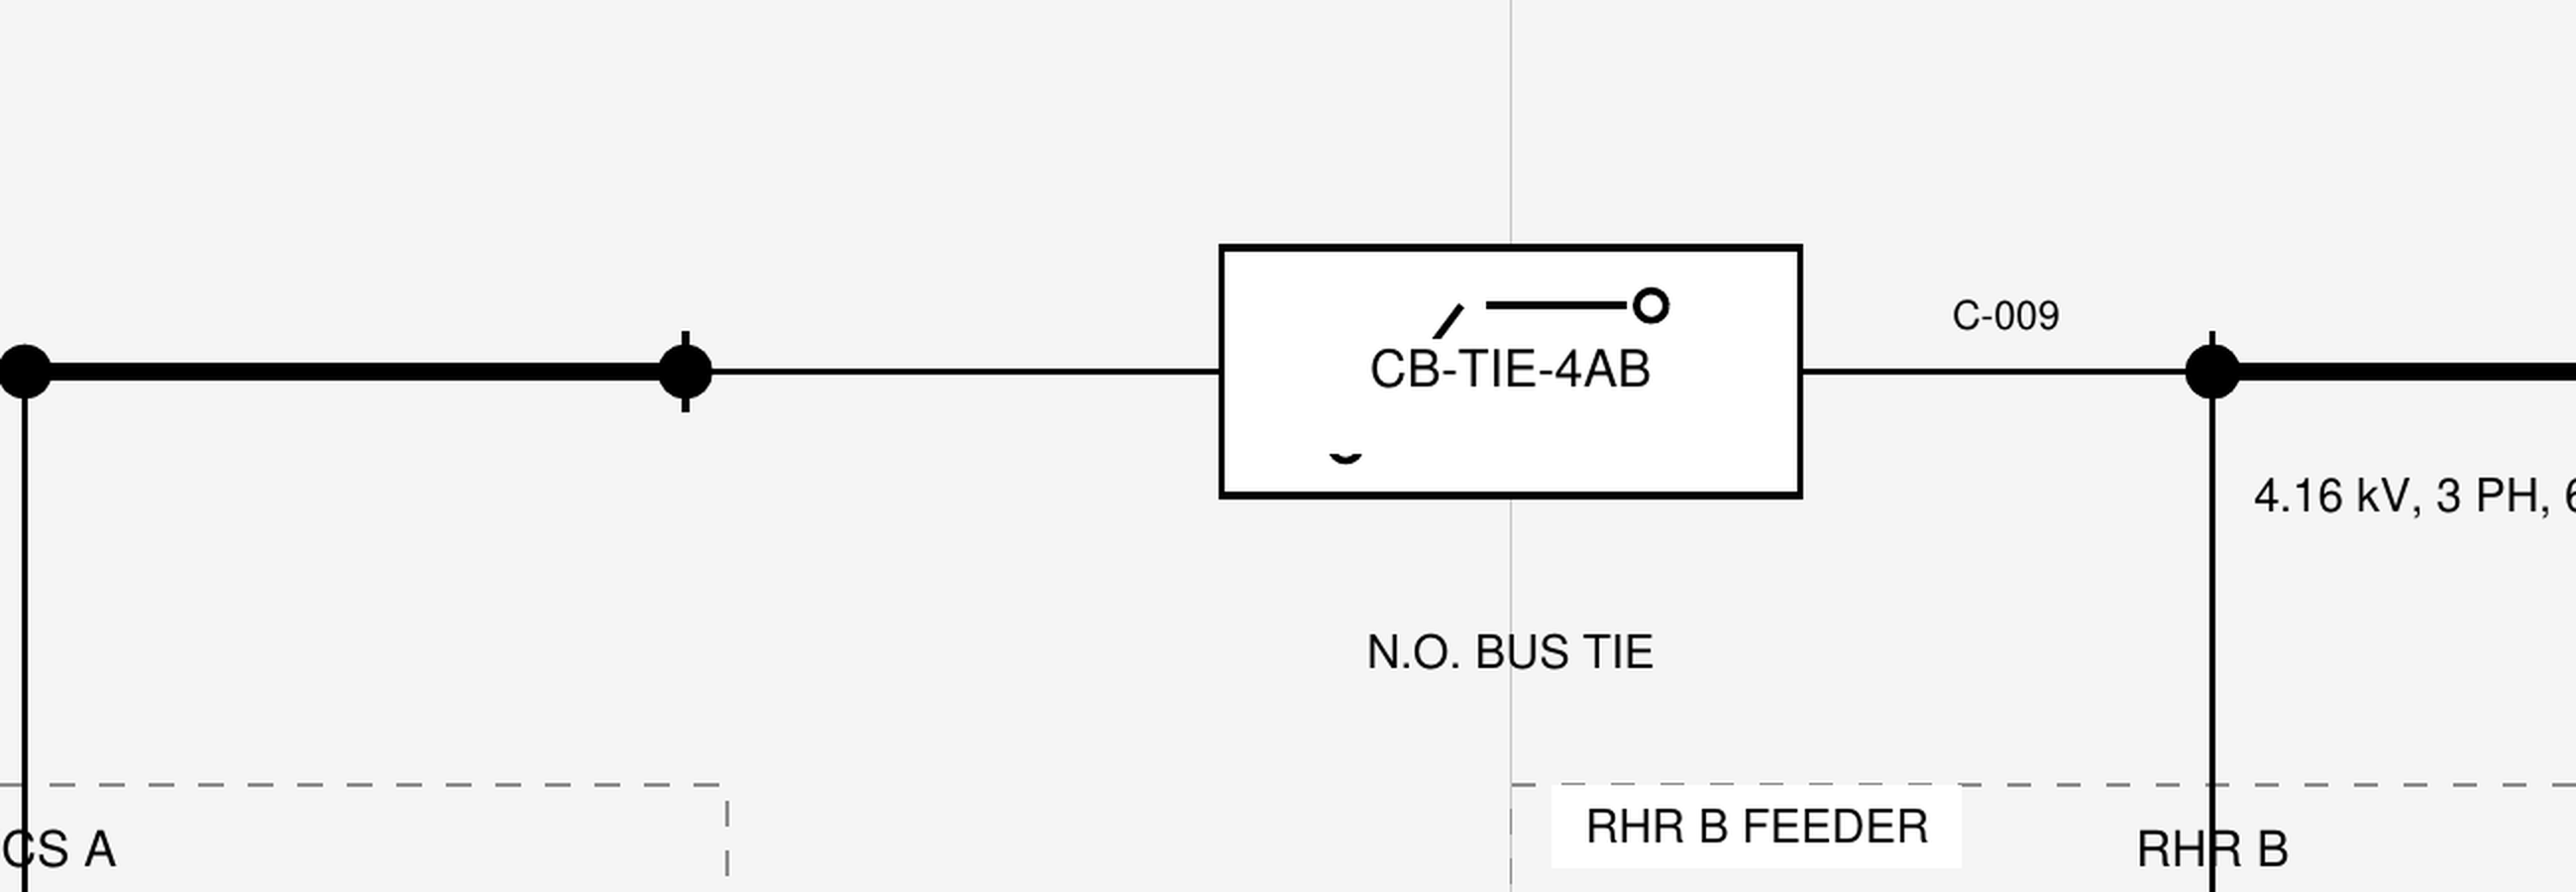 C-009
CB-TIE-4AB
4.16 kV, 3 PH,
N.O. BUS TIE
RHR B FEEDER
CS A
RHR B